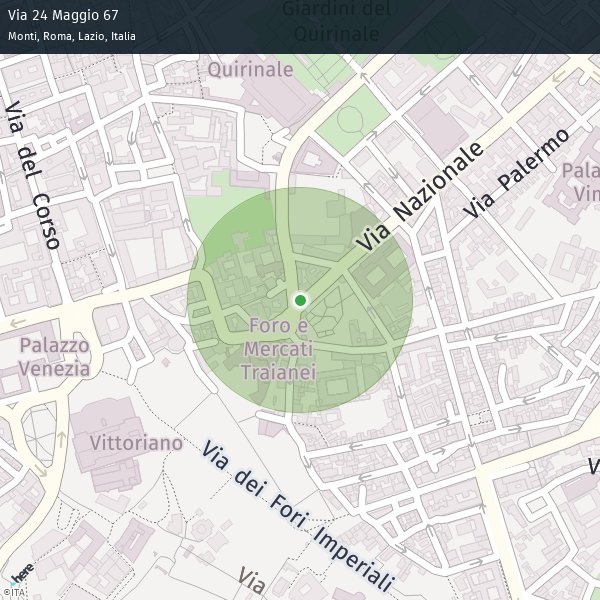 Via 24 Maggio 67
Monti, Roma, Lazio, Italia
Giardini del
Quirinale
Quirinale
Via del Corso
Via Nazionale
Via Palermo
Pala
Vin
Foro e
Mercati
Traianei
Palazzo
Venezia
Vittoriano
Via dei Fori Imperiali
V
Via
here
©ITA